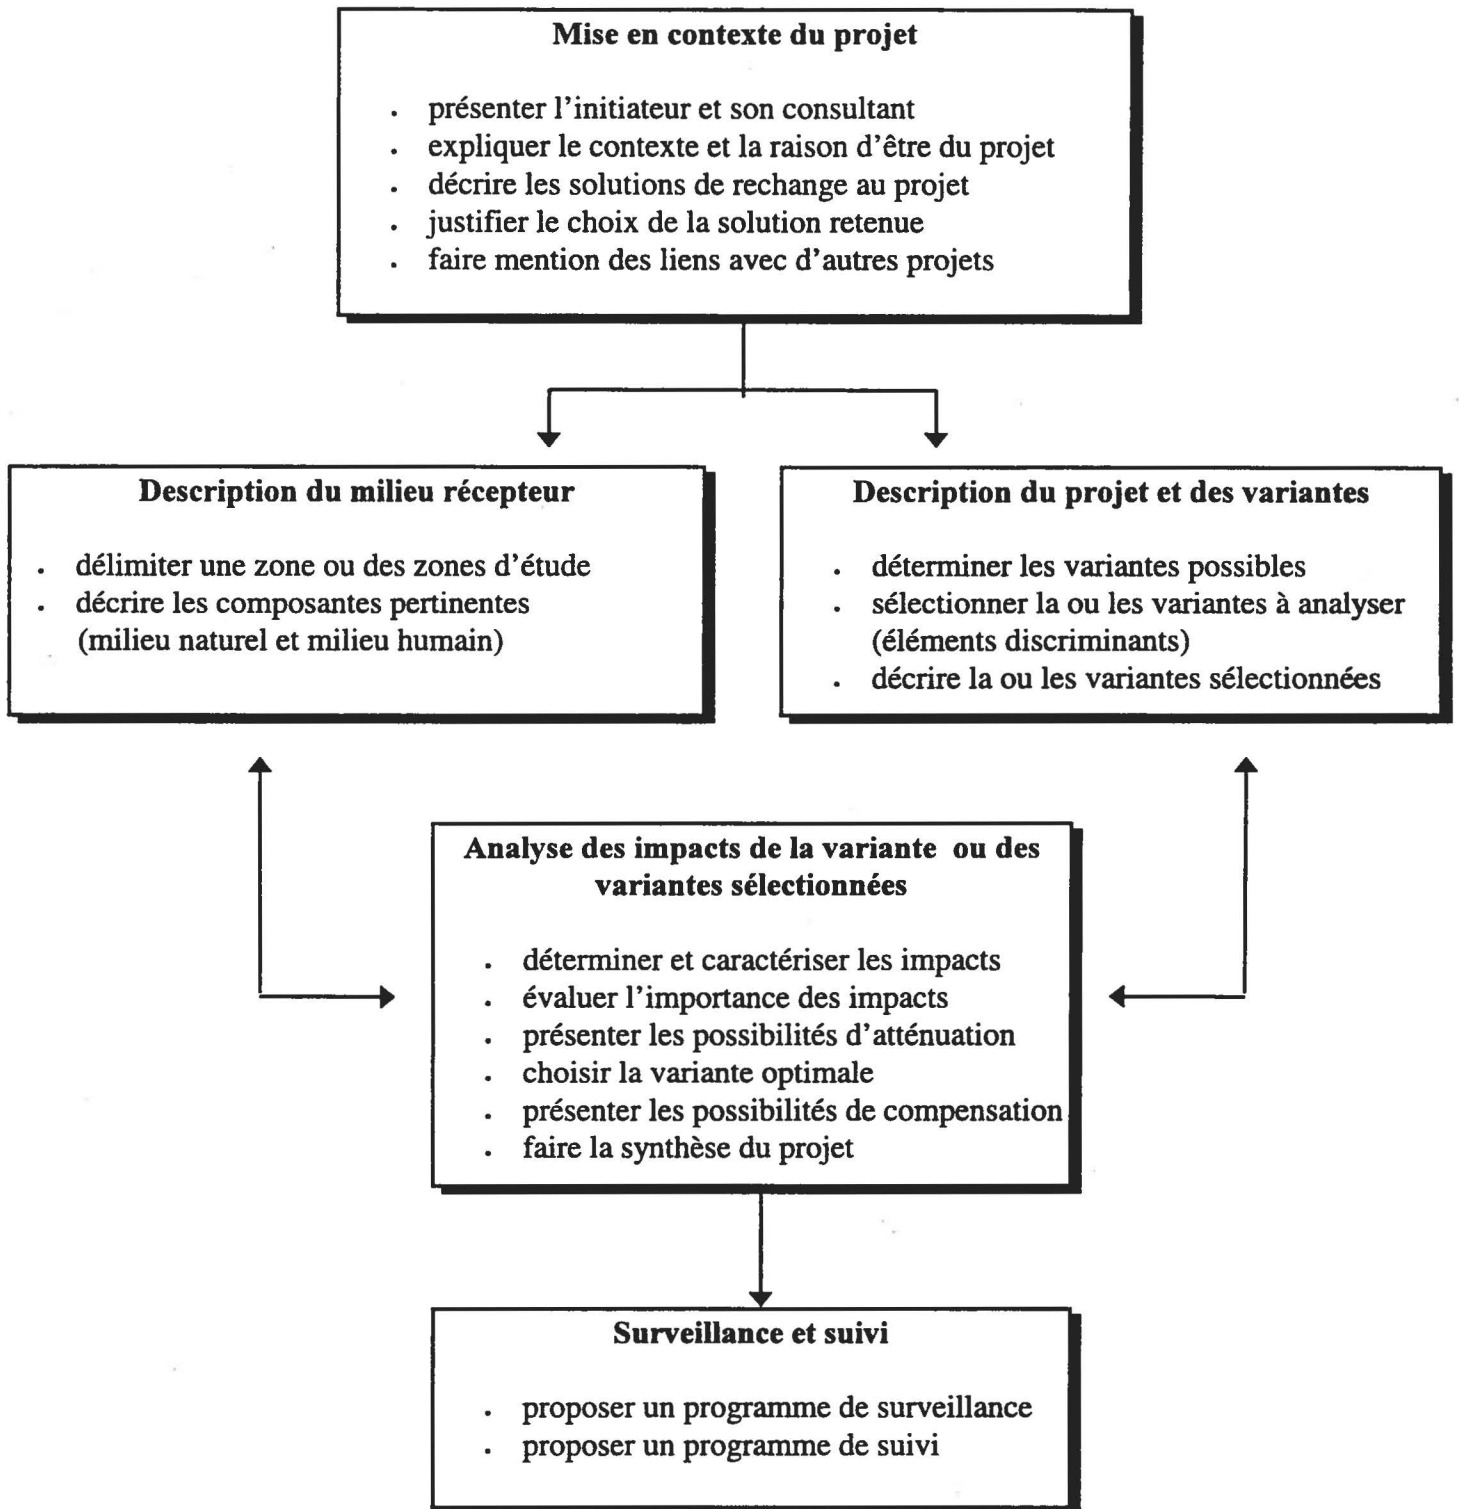 Mise en contexte du projet
. présenter l'initiateur et son consultant
. expliquer le contexte et la raison d'être du projet
. décrire les solutions de rechange au projet
. justifier le choix de la solution retenue
. faire mention des liens avec d'autres projets
Description du milieu récepteur
. délimiter une zone ou des zones d'étude
. décrire les composantes pertinentes
(milieu naturel et milieu humain)
Description du projet et des variantes
. déterminer les variantes possibles
. sélectionner la ou les variantes à analyser
(éléments discriminants)
. décrire la ou les variantes sélectionnées
Analyse des impacts de la variante ou des
variantes sélectionnées
. déterminer et caractériser les impacts
. évaluer l'importance des impacts
. présenter les possibilités d'atténuation
. choisir la variante optimale
. présenter les possibilités de compensation
. faire la synthèse du projet
Surveillance et suivi
. proposer un programme de surveillance
. proposer un programme de suivi